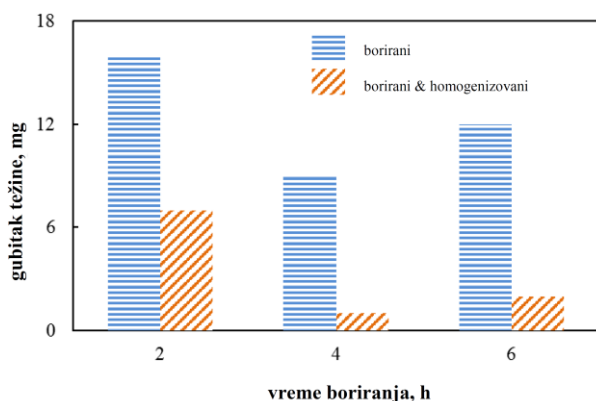 18
12
6
0
gubitak težine, mg
borirani
borirani & homogenizovani
2 4 6
vreme boriranja, h